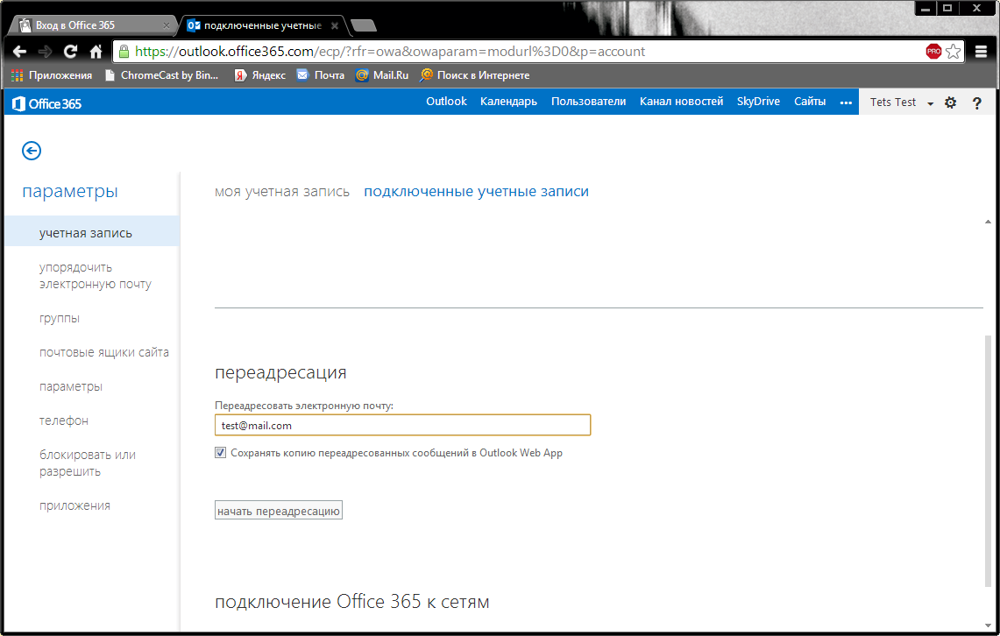 Вход в Office 365
подключенные учетные
https://outlook.office365.com/ecp/?rfr=owa&owaparam=modurl%3D0&p=account
PRO
Приложения ChromeCast by Bin... Яндекс Почта Mail.Ru Поиск в Интернете
Office 365
Outlook Календарь Пользователи Канал новостей SkyDrive Сайты ••• Tets Test ?
параметры
учетная запись
упорядочить
электронную почту
группы
почтовые ящики сайта
параметры
телефон
блокировать или
разрешить
приложения
моя учетная запись подключенные учетные записи
переадресация
Переадресовать электронную почту:
test@mail.com
Сохранять копию переадресованных сообщений в Outlook Web App
начать переадресацию
подключение Office 365 к сетям